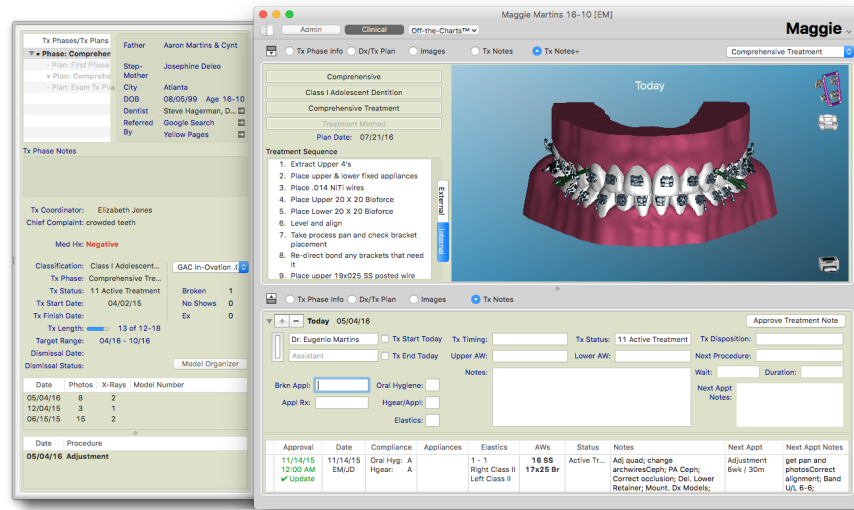 Maggie Martins 16-10 [EM]
Admin
Clinical
Off-the-Charts™
Maggie
Tx Phase Info
Dx/Tx Plan
Images
Tx Notes
Tx Notes+
Comprehensive Treatment
Tx Phases/Tx Plans
Phase: Comprehen
- Plan: First Phase
Plan: Comprehe
- Plan: Exam Tx Pla
Father Aaron Martins & Cynt
Step-Mother Josephine Deleo
City Atlanta
DOB 08/05/99 Age 16-10
Dentist Steve Hagerman, D...
Referred By Google Search
Yellow Pages
Tx Phase Notes
Tx Coordinator: Elizabeth Jones
Chief Complaint: crowded teeth
Med Hx: Negative
Classification: Class I Adolescent...
GAC In-Ovation .0
Tx Phase: Comprehensive Tre...
Tx Status: 11 Active Treatment
Broken 1
Tx Start Date: 04/02/15
No Shows 0
Tx Finish Date:
Ex 0
Tx Length: 13 of 12-18
Target Range: 04/16 - 10/16
Dismissal Date:
Dismissal Status:
Model Organizer
Date Photos X-Rays Model Number
05/04/16 8 2
12/04/15 3 1
06/15/15 15 2
Date Procedure
05/04/16 Adjustment
Comprehensive
Class I Adolescent Dentition
Comprehensive Treatment
Treatment Method
Plan Date: 07/21/16
Treatment Sequence
1. Extract Upper 4's
2. Place upper & lower fixed appliances
3. Place .014 NiTi wires
4. Place Upper 20 X 20 Bioforce
5. Place Lower 20 X 20 Bioforce
6. Level and align
7. Take process pan and check bracket
placement
8. Re-direct bond any brackets that need
it
9. Place upper 19x025 SS posted wire
External
Internal
Today
Tx Phase Info
Dx/Tx Plan
Images
Tx Notes
+ − Today 05/04/16
Approve Treatment Note
Dr. Eugenio Martins
Tx Start Today
Tx Timing:
Tx Status: 11 Active Treatment
Tx Disposition:
Assistant
Tx End Today
Upper AW:
Lower AW:
Next Procedure:
Notes:
Wait:
Duration:
Brkn Appl:
Oral Hygiene:
Next Appt
Notes:
Appl Rx:
Hgear/Appl:
Elastics:
Approval Date Compliance Appliances Elastics AWs Status Notes Next Appt Next Appt Notes
11/14/15 11/14/15 Oral Hyg: A 1 - 1 16 SS Active Tr... Adj quad; change Adjustment get pan and
12:00 AM EM/JD Hgear: A Right Class II 17x25 Br archwiresCeph; PA Ceph; 6wk / 30m photosCorrect
✔ Update Left Class II Correct occlusion; Del. Lower alignment; Band
Retainer; Mount. Dx Models; U/L 6-6;